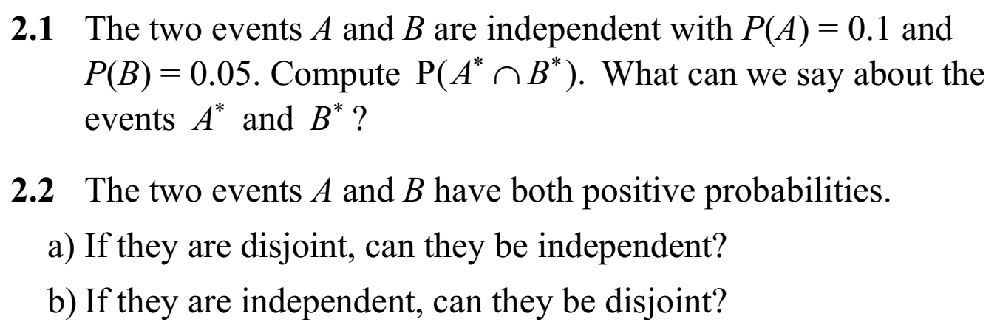 2.1 The two events A and B are independent with P(A) = 0.1 and
P(B) = 0.05. Compute P(A* ∩ B*). What can we say about the
events A* and B* ?
2.2 The two events A and B have both positive probabilities.
a) If they are disjoint, can they be independent?
b) If they are independent, can they be disjoint?